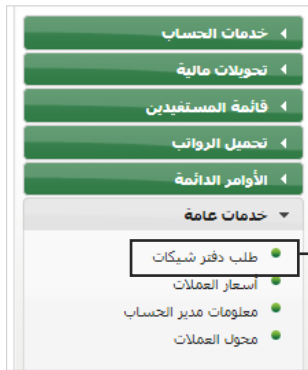 خدمات الحساب
تحويلات مالية
قائمة المستفيدين
تحميل الرواتب
الأوامر الدائمة
خدمات عامة
طلب دفتر شيكات
أسعار العملات
معلومات مدير الحساب
محول العملات